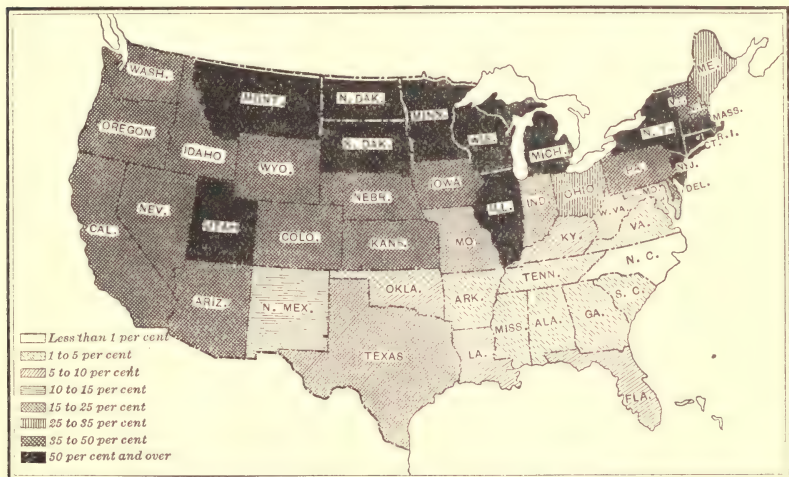 WASH.
MONT.
N. DAK.
MINN.
ME.
OREGON
IDAHO
S. DAK.
WIS.
MICH.
N. Y.
MASS.
R. I.
CT.
WYO.
NEBR.
IOWA
PA.
N.J.
NEV.
UTAH
COLO.
KANS.
ILL.
IND.
OHIO
DEL.
CAL.
MO.
KY.
W. VA.
VA.
ARIZ.
N. MEX.
OKLA.
ARK.
TENN.
N. C.
S. C.
TEXAS
LA.
MISS.
ALA.
GA.
FLA.
Less than 1 per cent
1 to 5 per cent
5 to 10 per cent
10 to 15 per cent
15 to 25 per cent
25 to 35 per cent
35 to 50 per cent
50 per cent and over